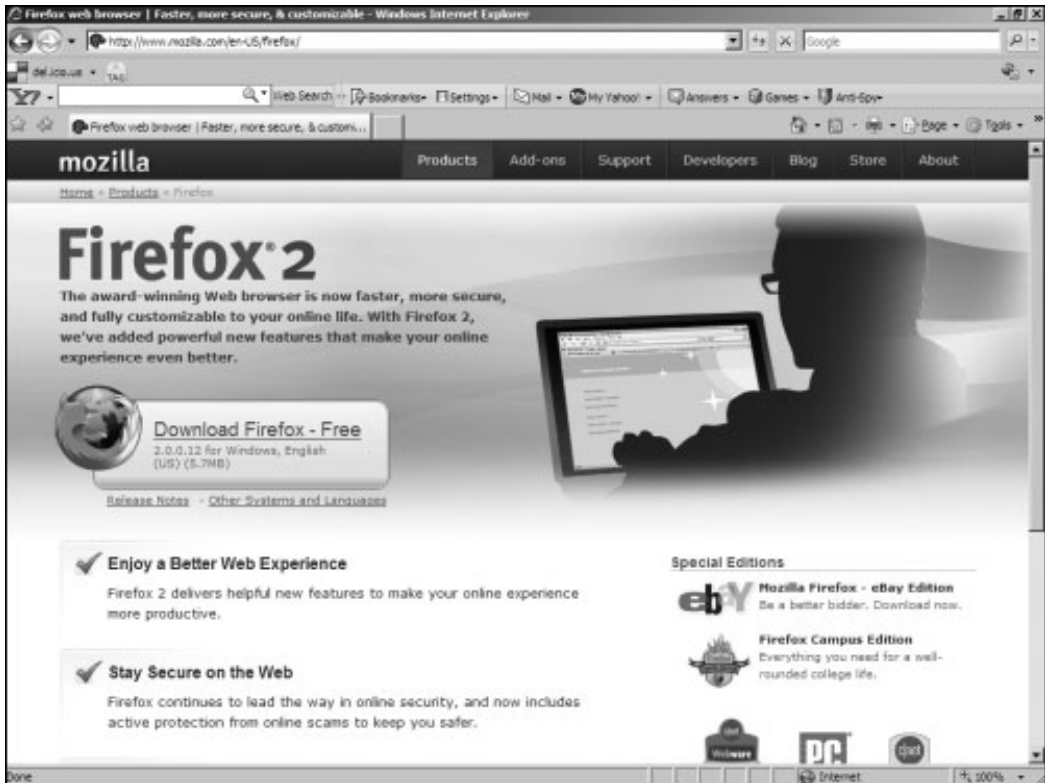 Firefox web browser | Faster, more secure, & customizable - Windows Internet Explorer
http://www.mozilla.com/en-US/firefox/
Google
del.icio.us
TAG
Y7 - Web Search Bookmarks Settings Mail My Yahoo! Answers Games Anti-Spy
Firefox web browser | Faster, more secure, & customi...
Page Tools »
mozilla Products Add-ons Support Developers Blog Store About
Home » Products » Firefox
Firefox® 2
The award-winning Web browser is now faster, more secure,
and fully customizable to your online life. With Firefox 2,
we've added powerful new features that make your online
experience even better.
Download Firefox - Free
2.0.0.12 for Windows, English
(US) (5.7MB)
Release Notes - Other Systems and Languages
Enjoy a Better Web Experience
Firefox 2 delivers helpful new features to make your online experience
more productive.
Stay Secure on the Web
Firefox continues to lead the way in online security, and now includes
active protection from online scams to keep you safer.
Special Editions
ebaY
Mozilla Firefox - eBay Edition
Be a better bidder. Download now.
Firefox Campus Edition
Everything you need for a well-
rounded college life.
cnet
Webware
PC
cnet
Done Internet 100%